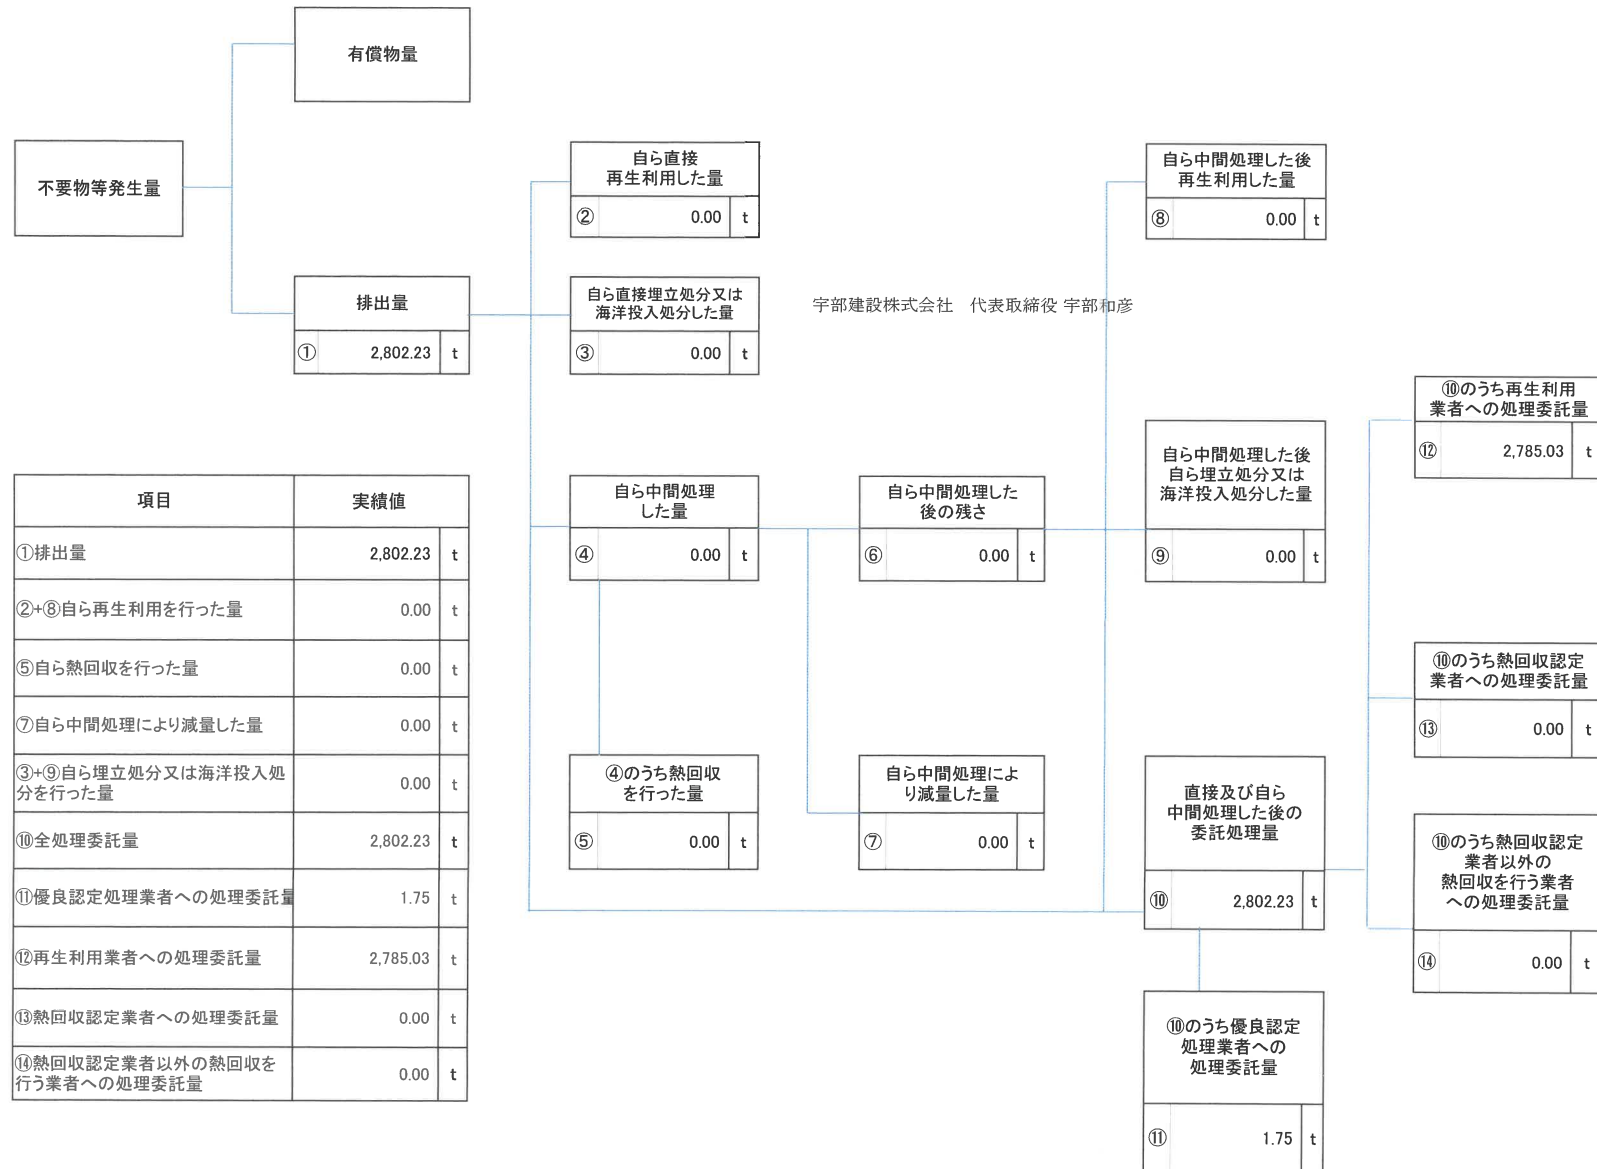 有償物量
不要物等発生量
排出量
① 2,802.23 t
自ら直接
再生利用した量
② 0.00 t
自ら直接埋立処分又は
海洋投入処分した量
③ 0.00 t
宇部建設株式会社　代表取締役 宇部和彦
自ら中間処理した後
再生利用した量
⑧ 0.00 t
自ら中間処理
した量
④ 0.00 t
自ら中間処理した
後の残さ
⑥ 0.00 t
自ら中間処理した後
自ら埋立処分又は
海洋投入処分した量
⑨ 0.00 t
⑩のうち再生利用
業者への処理委託量
⑫ 2,785.03 t
⑩のうち熱回収認定
業者への処理委託量
⑬ 0.00 t
④のうち熱回収
を行った量
⑤ 0.00 t
自ら中間処理によ
り減量した量
⑦ 0.00 t
直接及び自ら
中間処理した後の
委託処理量
⑩ 2,802.23 t
⑩のうち熱回収認定
業者以外の
熱回収を行う業者
への処理委託量
⑭ 0.00 t
⑩のうち優良認定
処理業者への
処理委託量
⑪ 1.75 t
項目 実績値
①排出量 2,802.23 t
②+⑧自ら再生利用を行った量 0.00 t
⑤自ら熱回収を行った量 0.00 t
⑦自ら中間処理により減量した量 0.00 t
③+⑨自ら埋立処分又は海洋投入処
分を行った量 0.00 t
⑩全処理委託量 2,802.23 t
⑪優良認定処理業者への処理委託量 1.75 t
⑫再生利用業者への処理委託量 2,785.03 t
⑬熱回収認定業者への処理委託量 0.00 t
⑭熱回収認定業者以外の熱回収を
行う業者への処理委託量 0.00 t